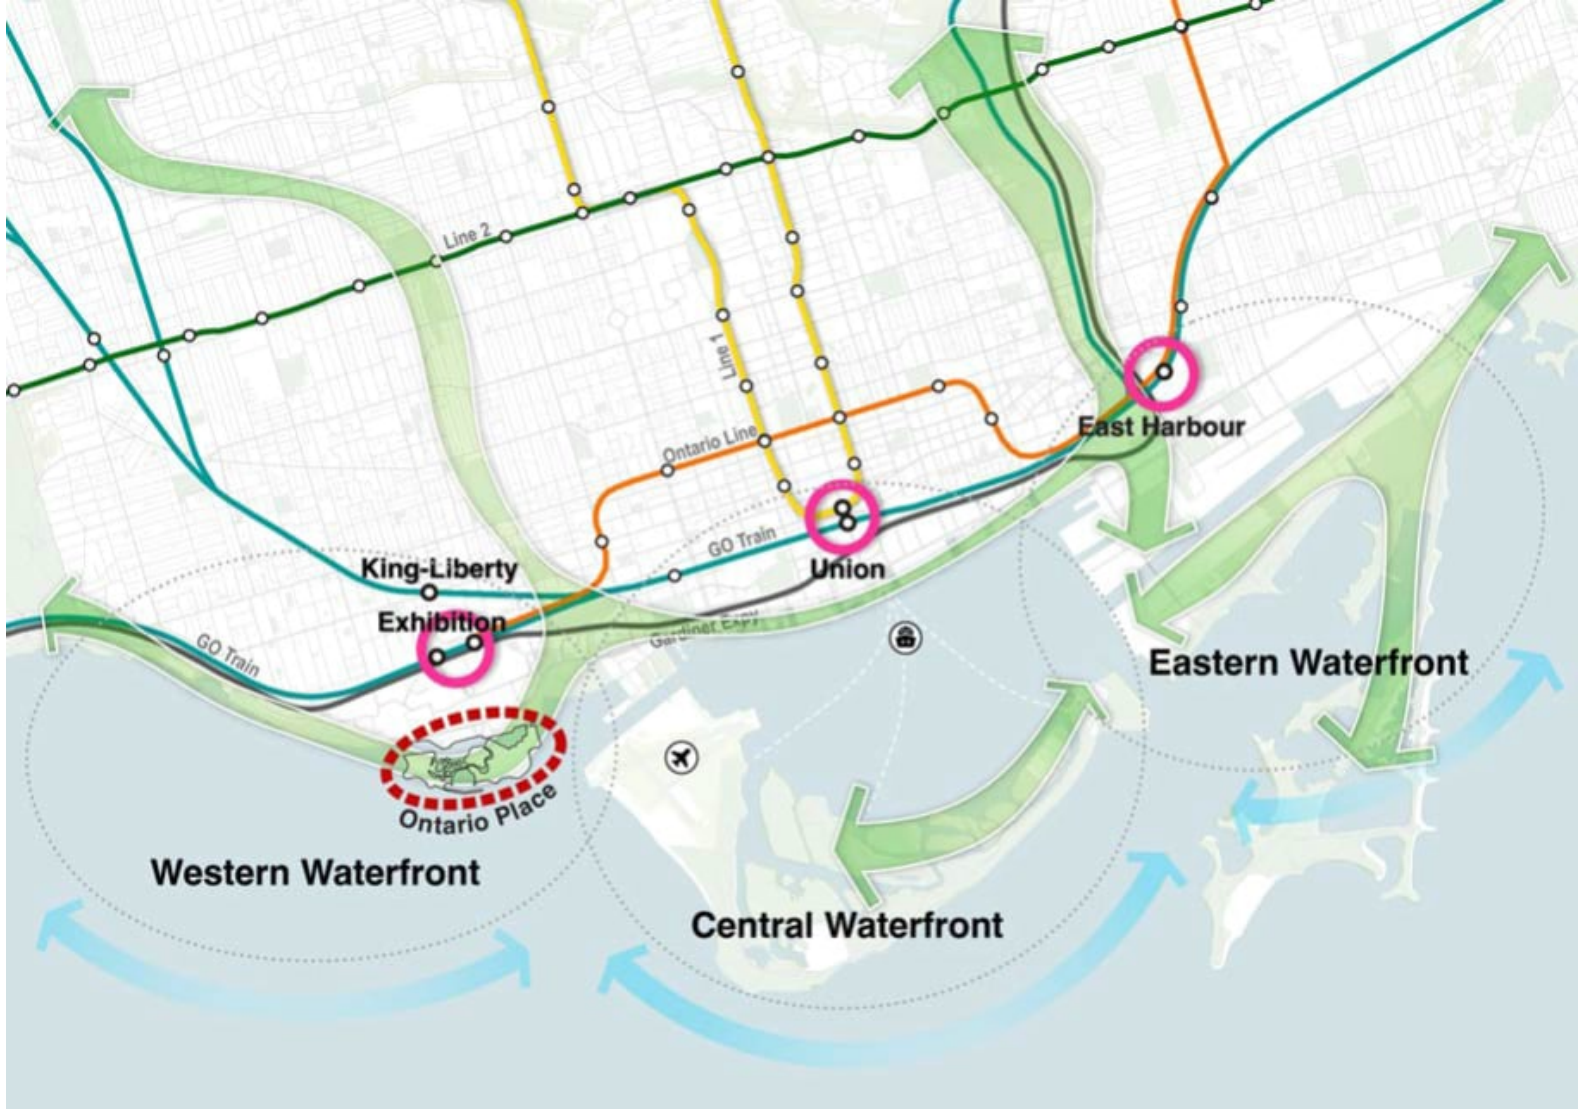 Line 2
Line 1
Ontario Line
East Harbour
GO Train
Union
King-Liberty
Exhibition
Gardiner Expy
GO Train
Eastern Waterfront
Ontario Place
Western Waterfront
Central Waterfront